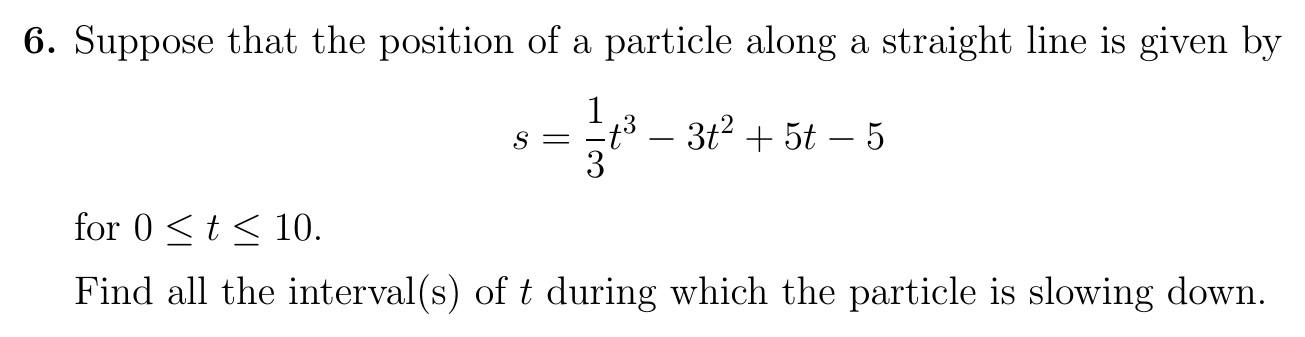 6. Suppose that the position of a particle along a straight line is given by
s = \frac{1}{3}t^3 − 3t^2 + 5t − 5
for 0 ≤ t ≤ 10.
Find all the interval(s) of t during which the particle is slowing down.